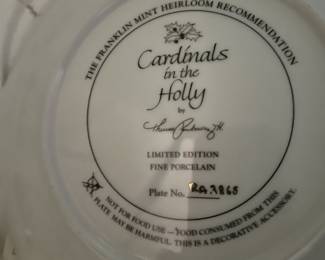 THE FRANKLIN MINT HEIRLOOM RECOMMENDATION
Cardinals
in the
Holly
by
LIMITED EDITION
FINE PORCELAIN
Plate No.
NOT FOR FOOD USE — FOOD CONSUMED FROM THIS
PLATE MAY BE HARMFUL. THIS IS A DECORATIVE ACCESSORY.